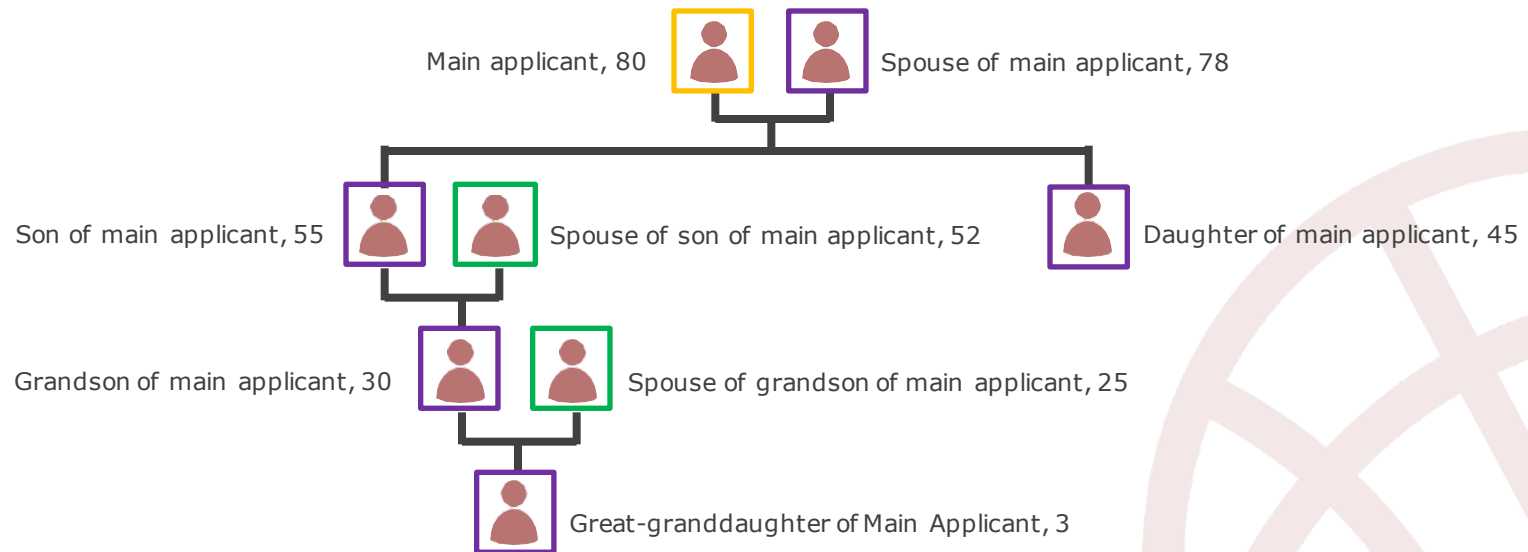 Main applicant, 80
Spouse of main applicant, 78
Son of main applicant, 55
Spouse of son of main applicant, 52
Daughter of main applicant, 45
Grandson of main applicant, 30
Spouse of grandson of main applicant, 25
Great-granddaughter of Main Applicant, 3